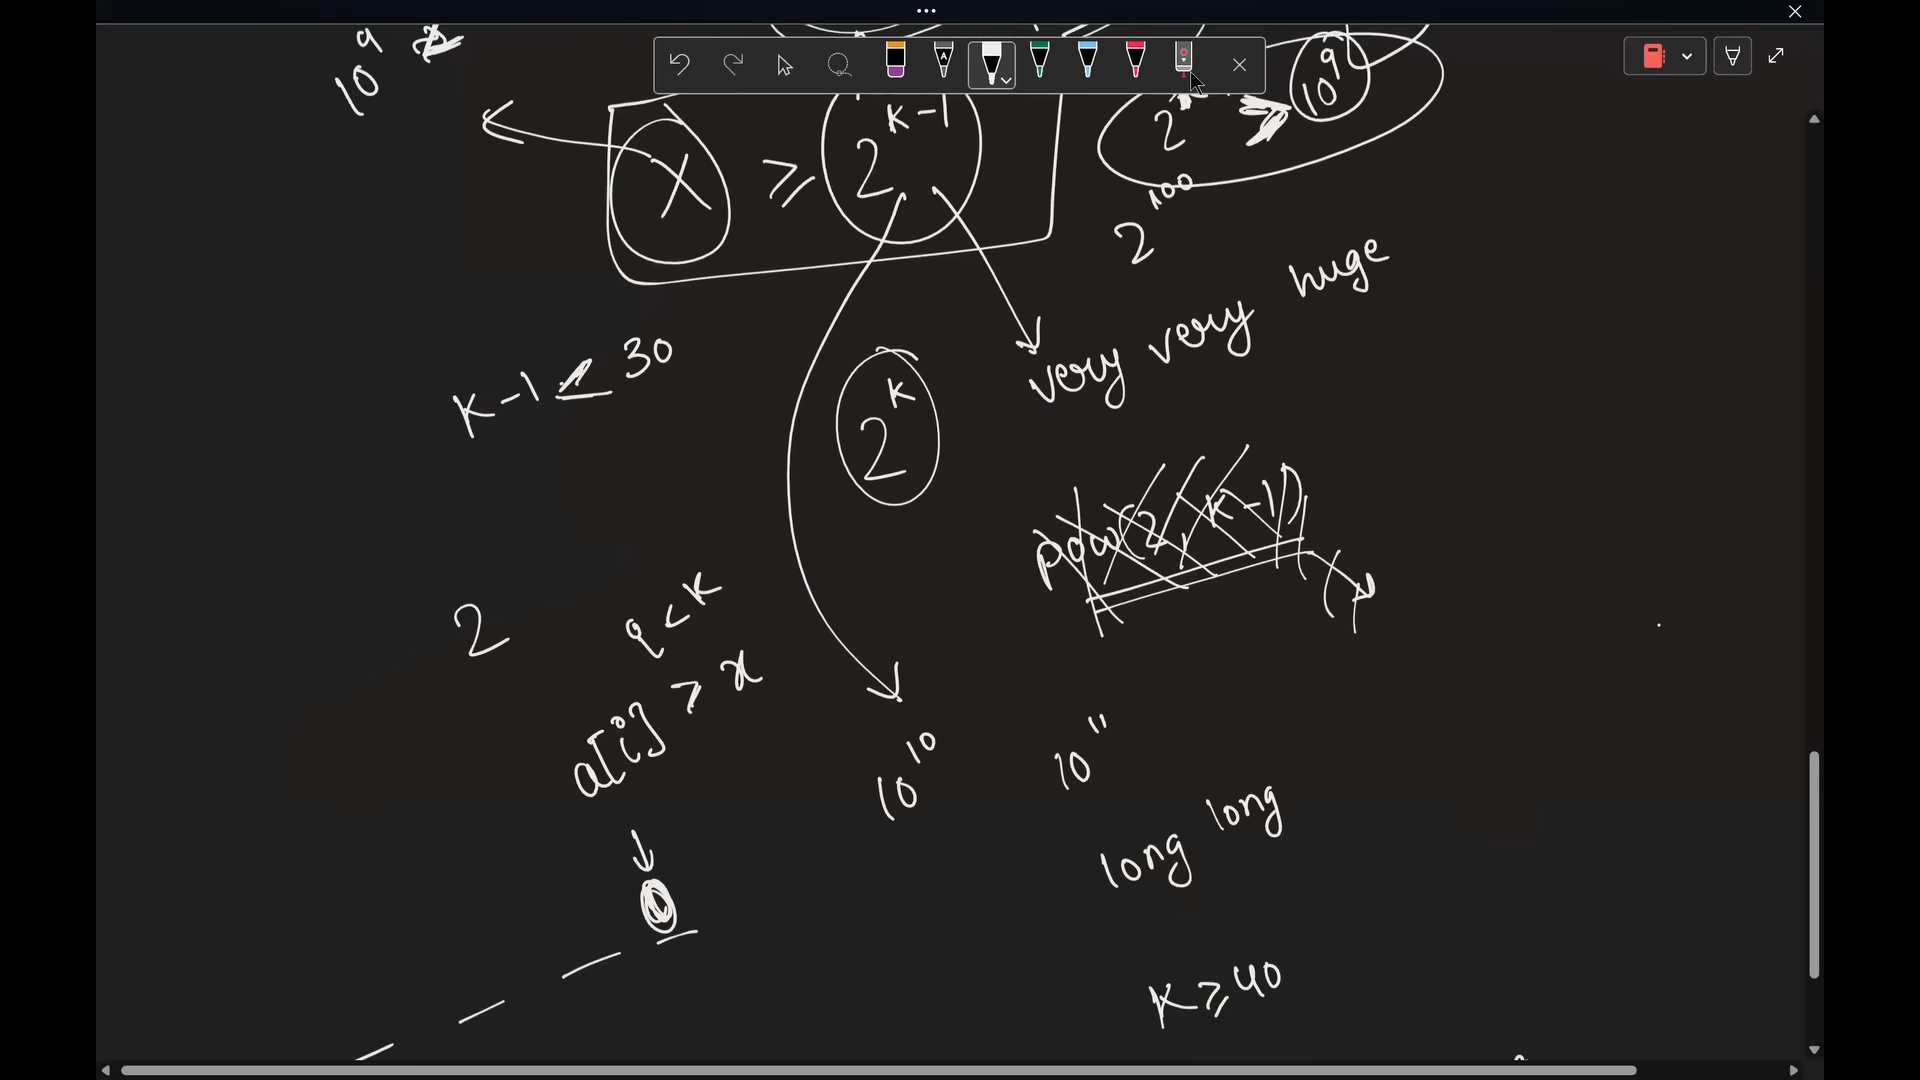 10^9
10^9
X ≥ 2^{k-1}
2
2^{100}
very very huge
k-1 ≤ 30
2^k
pow(2, k-1)
2
q < k
a[i] > x
10^{10}
10^{11}
long long
k ≥ 40